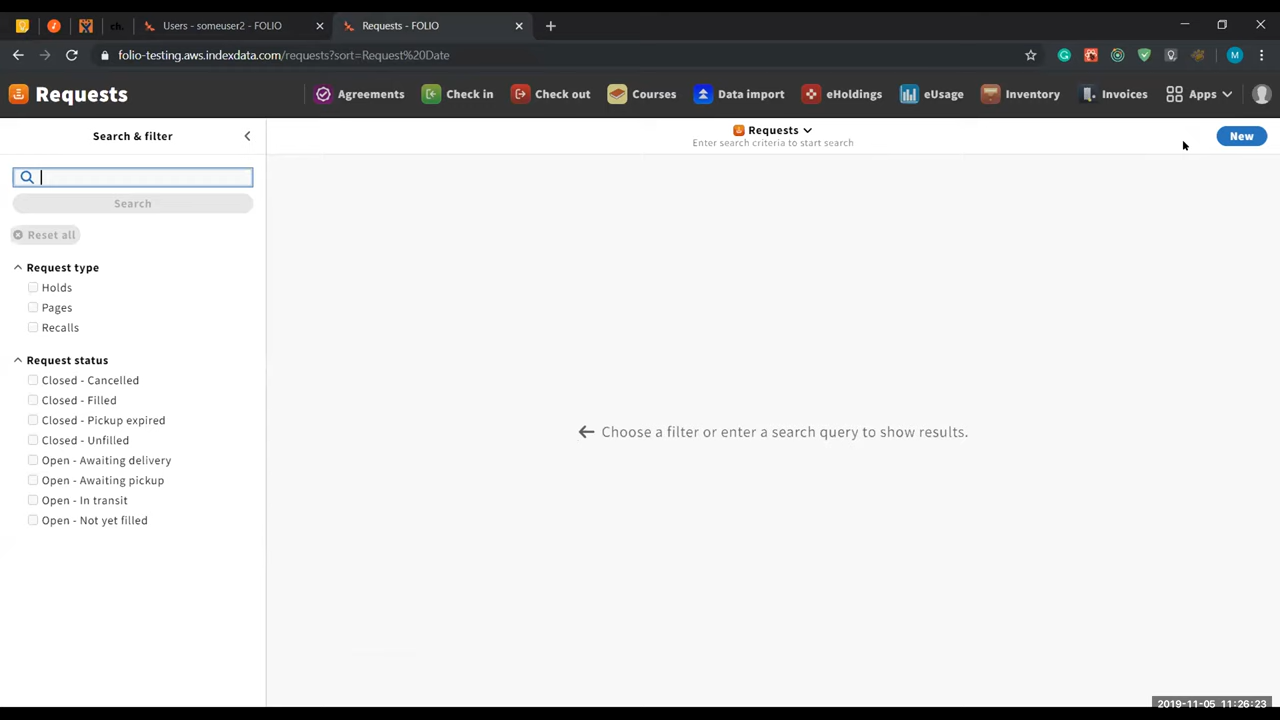 ch.
Users - someuser2 - FOLIO
Requests - FOLIO
folio-testing.aws.indexdata.com/requests?sort=Request%20Date
M
Requests
Agreements
Check in
Check out
Courses
Data import
eHoldings
eUsage
Inventory
Invoices
Apps
Search & filter
Requests
Enter search criteria to start search
New
Search
Reset all
Request type
Holds
Pages
Recalls
Request status
Closed - Cancelled
Closed - Filled
Closed - Pickup expired
Closed - Unfilled
Open - Awaiting delivery
Open - Awaiting pickup
Open - In transit
Open - Not yet filled
Choose a filter or enter a search query to show results.
2019-11-05 11:26:23